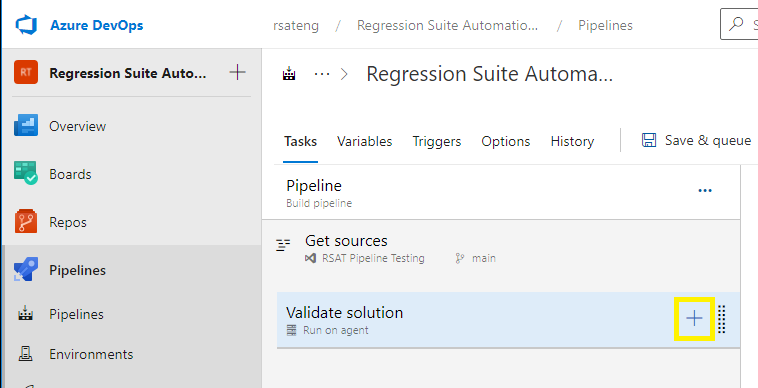 Azure DevOps
rsateng / Regression Suite Automatio... / Pipelines
RT Regression Suite Auto...
... > Regression Suite Automa...
Overview
Boards
Repos
Pipelines
Pipelines
Environments
Tasks Variables Triggers Options History Save & queue
Pipeline
Build pipeline
Get sources
RSAT Pipeline Testing main
Validate solution
Run on agent